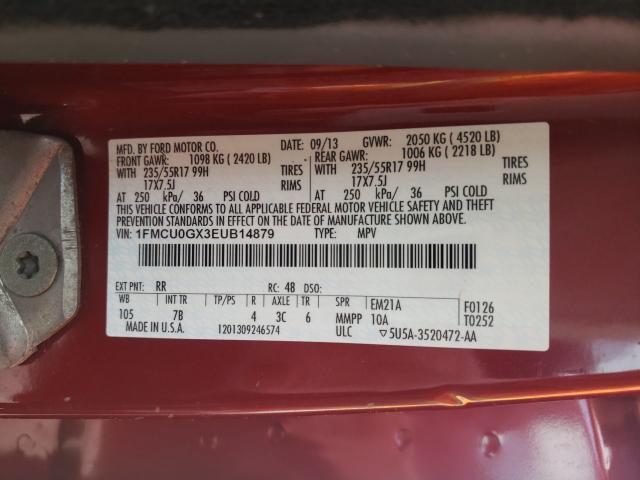 MFD. BY FORD MOTOR CO. DATE: 09/13 GVWR: 2050 KG (4520 LB)
FRONT GAWR: 1098 KG (2420 LB) REAR GAWR: 1006 KG (2218 LB)
WITH 235/55R17 99H TIRES WITH 235/55R17 99H TIRES
17X7.5J RIMS 17X7.5J RIMS
AT 250 kPa/ 36 PSI COLD AT 250 kPa/ 36 PSI COLD
THIS VEHICLE CONFORMS TO ALL APPLICABLE FEDERAL MOTOR VEHICLE SAFETY AND THEFT
PREVENTION STANDARDS IN EFFECT ON THE DATE OF MANUFACTURE SHOWN ABOVE.
VIN: 1FMCU0GX3EUB14879 TYPE: MPV
EXT PNT: RR RC: 48 DSO:
WB INT TR TP/PS R AXLE TR SPR EM21A F0126
105 7B 4 3C 6 MMPP 10A T0252
MADE IN U.S.A. 1201309246574 ULC ▽5U5A-3520472-AA